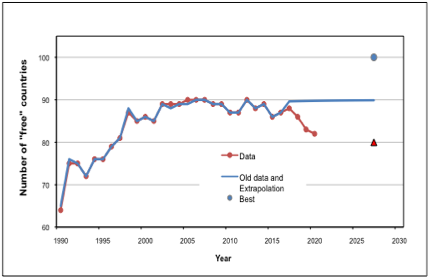 Number of "free" countries
100
90
80
70
60
Data
Old data and
Extrapolation
Best
1990 1995 2000 2005 2010 2015 2020 2025 2030
Year